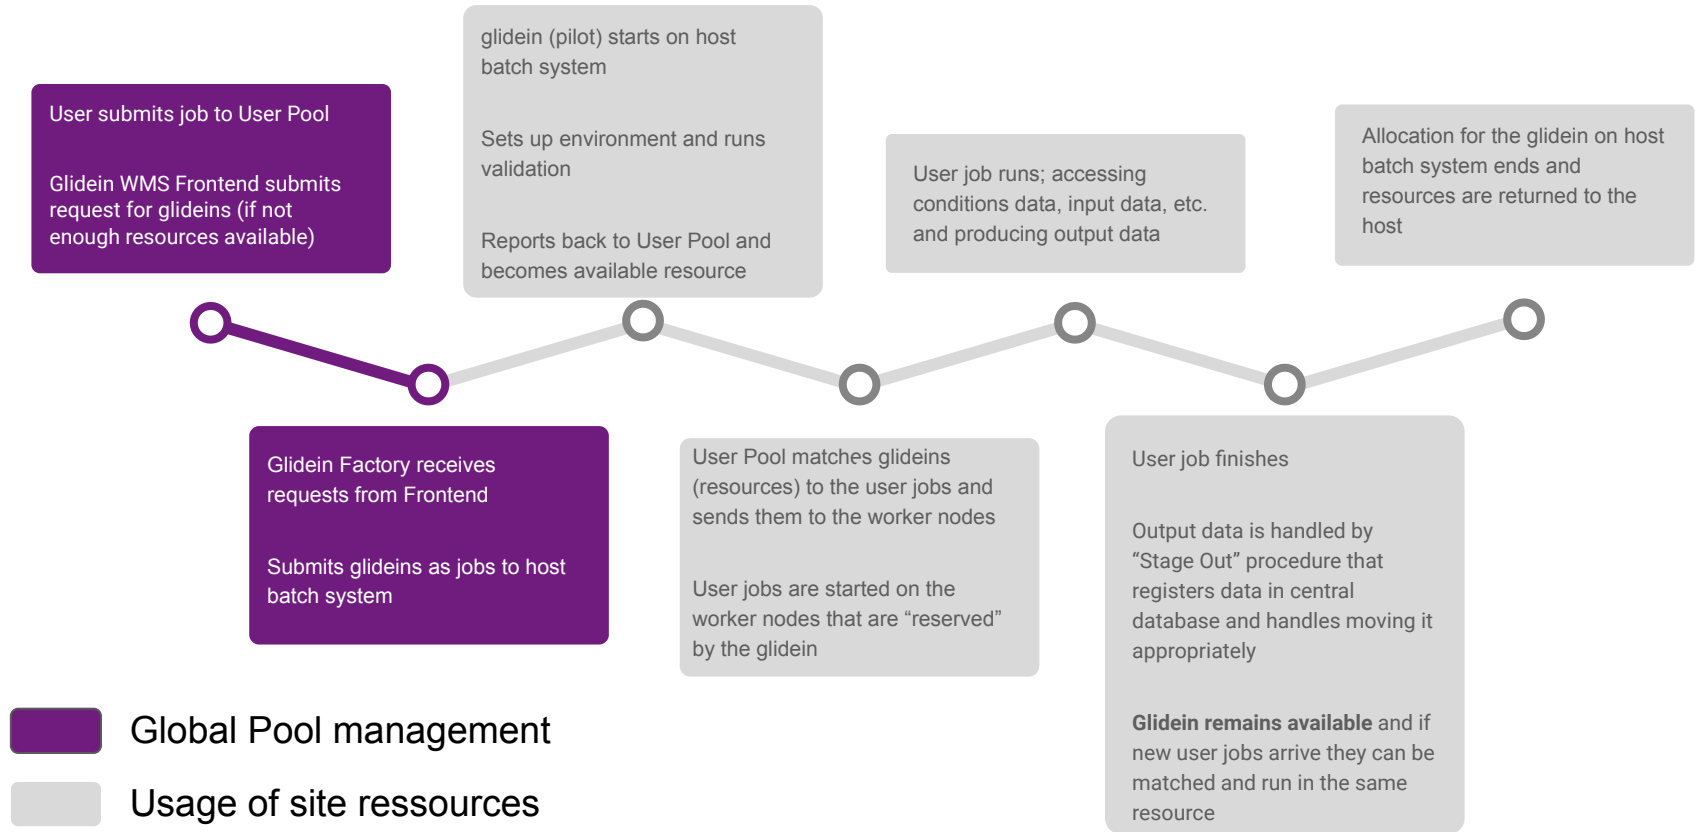 User submits job to User Pool
Glidein WMS Frontend submits
request for glideins (if not
enough resources available)
Glidein Factory receives
requests from Frontend
Submits glideins as jobs to host
batch system
glidein (pilot) starts on host
batch system
Sets up environment and runs
validation
Reports back to User Pool and
becomes available resource
User Pool matches glideins
(resources) to the user jobs and
sends them to the worker nodes
User jobs are started on the
worker nodes that are “reserved”
by the glidein
User job runs; accessing
conditions data, input data, etc.
and producing output data
User job finishes
Output data is handled by
“Stage Out” procedure that
registers data in central
database and handles moving it
appropriately
Glidein remains available and if
new user jobs arrive they can be
matched and run in the same
resource
Allocation for the glidein on host
batch system ends and
resources are returned to the
host
Global Pool management
Usage of site ressources